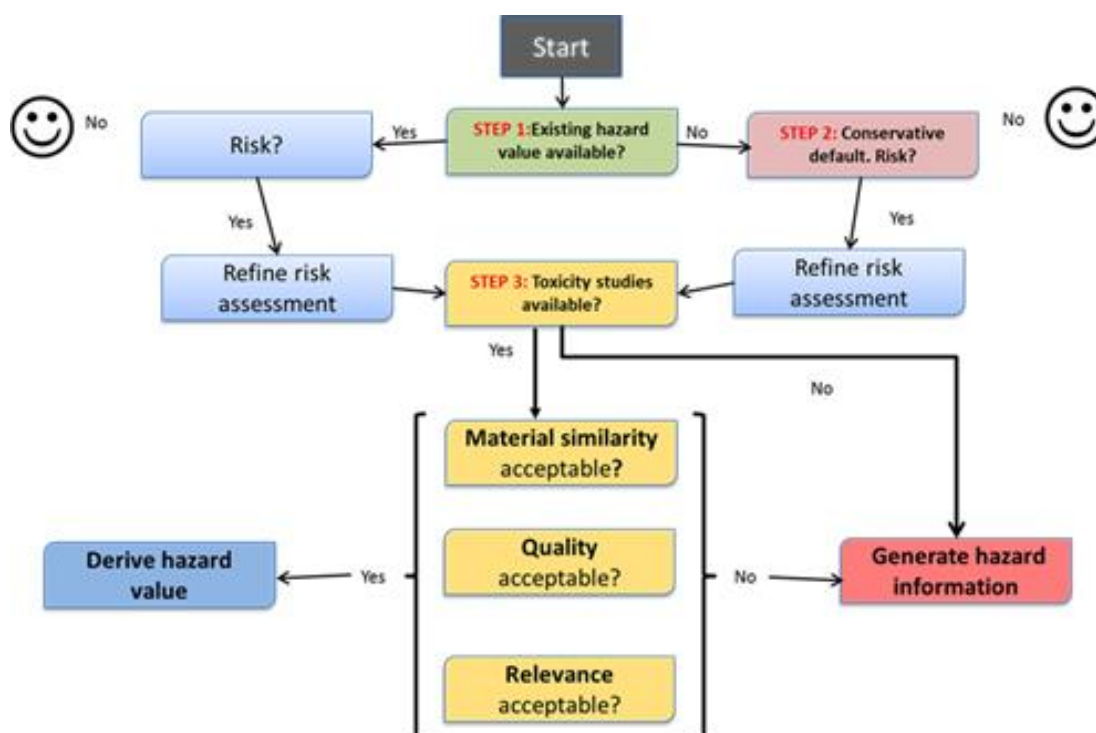 Start
No
Risk?
Yes
STEP 1:Existing hazard
value available?
No
STEP 2: Conservative
default. Risk?
No
Yes
Yes
Refine risk
assessment
STEP 3: Toxicity studies
available?
Refine risk
assessment
Yes
No
Material similarity
acceptable?
Derive hazard
value
Yes
Quality
acceptable?
No
Generate hazard
information
Relevance
acceptable?